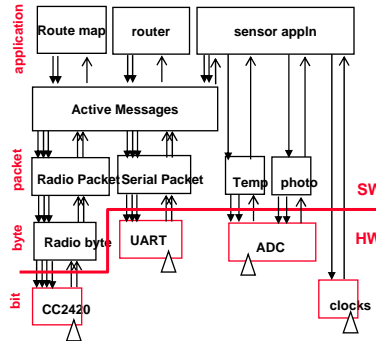 application
Route map
router
sensor appln
Active Messages
packet
Radio Packet
Serial Packet
Temp
photo
SW
byte
Radio byte
UART
ADC
HW
bit
CC2420
clocks